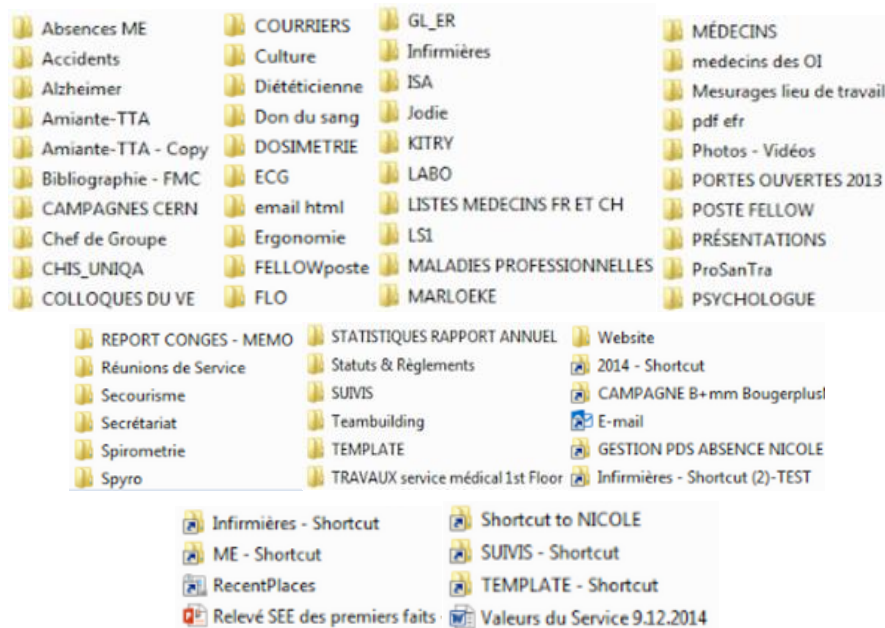 Absences ME
Accidents
Alzheimer
Amiante-TTA
Amiante-TTA - Copy
Bibliographie - FMC
CAMPAGNES CERN
Chef de Groupe
CHIS_UNIQA
COLLOQUES DU VE
COURRIERS
Culture
Diététicienne
Don du sang
DOSIMETRIE
ECG
email html
Ergonomie
FELLOWposte
FLO
GL_ER
Infirmières
ISA
Jodie
KITRY
LABO
LISTES MEDECINS FR ET CH
LS1
MALADIES PROFESSIONNELLES
MARLOEKE
MÉDECINS
medecins des OI
Mesurages lieu de travail
pdf efr
Photos - Vidéos
PORTES OUVERTES 2013
POSTE FELLOW
PRÉSENTATIONS
ProSanTra
PSYCHOLOGUE
REPORT CONGES - MEMO
Réunions de Service
Secourisme
Secrétariat
Spirometrie
Spyro
STATISTIQUES RAPPORT ANNUEL
Statuts & Règlements
SUIVIS
Teambuilding
TEMPLATE
TRAVAUX service médical 1st Floor
Website
2014 - Shortcut
CAMPAGNE B+mm Bougerplus
E-mail
GESTION PDS ABSENCE NICOLE
Infirmières - Shortcut (2)-TEST
Infirmières - Shortcut
ME - Shortcut
RecentPlaces
Relevé SEE des premiers faits
Shortcut to NICOLE
SUIVIS - Shortcut
TEMPLATE - Shortcut
Valeurs du Service 9.12.2014